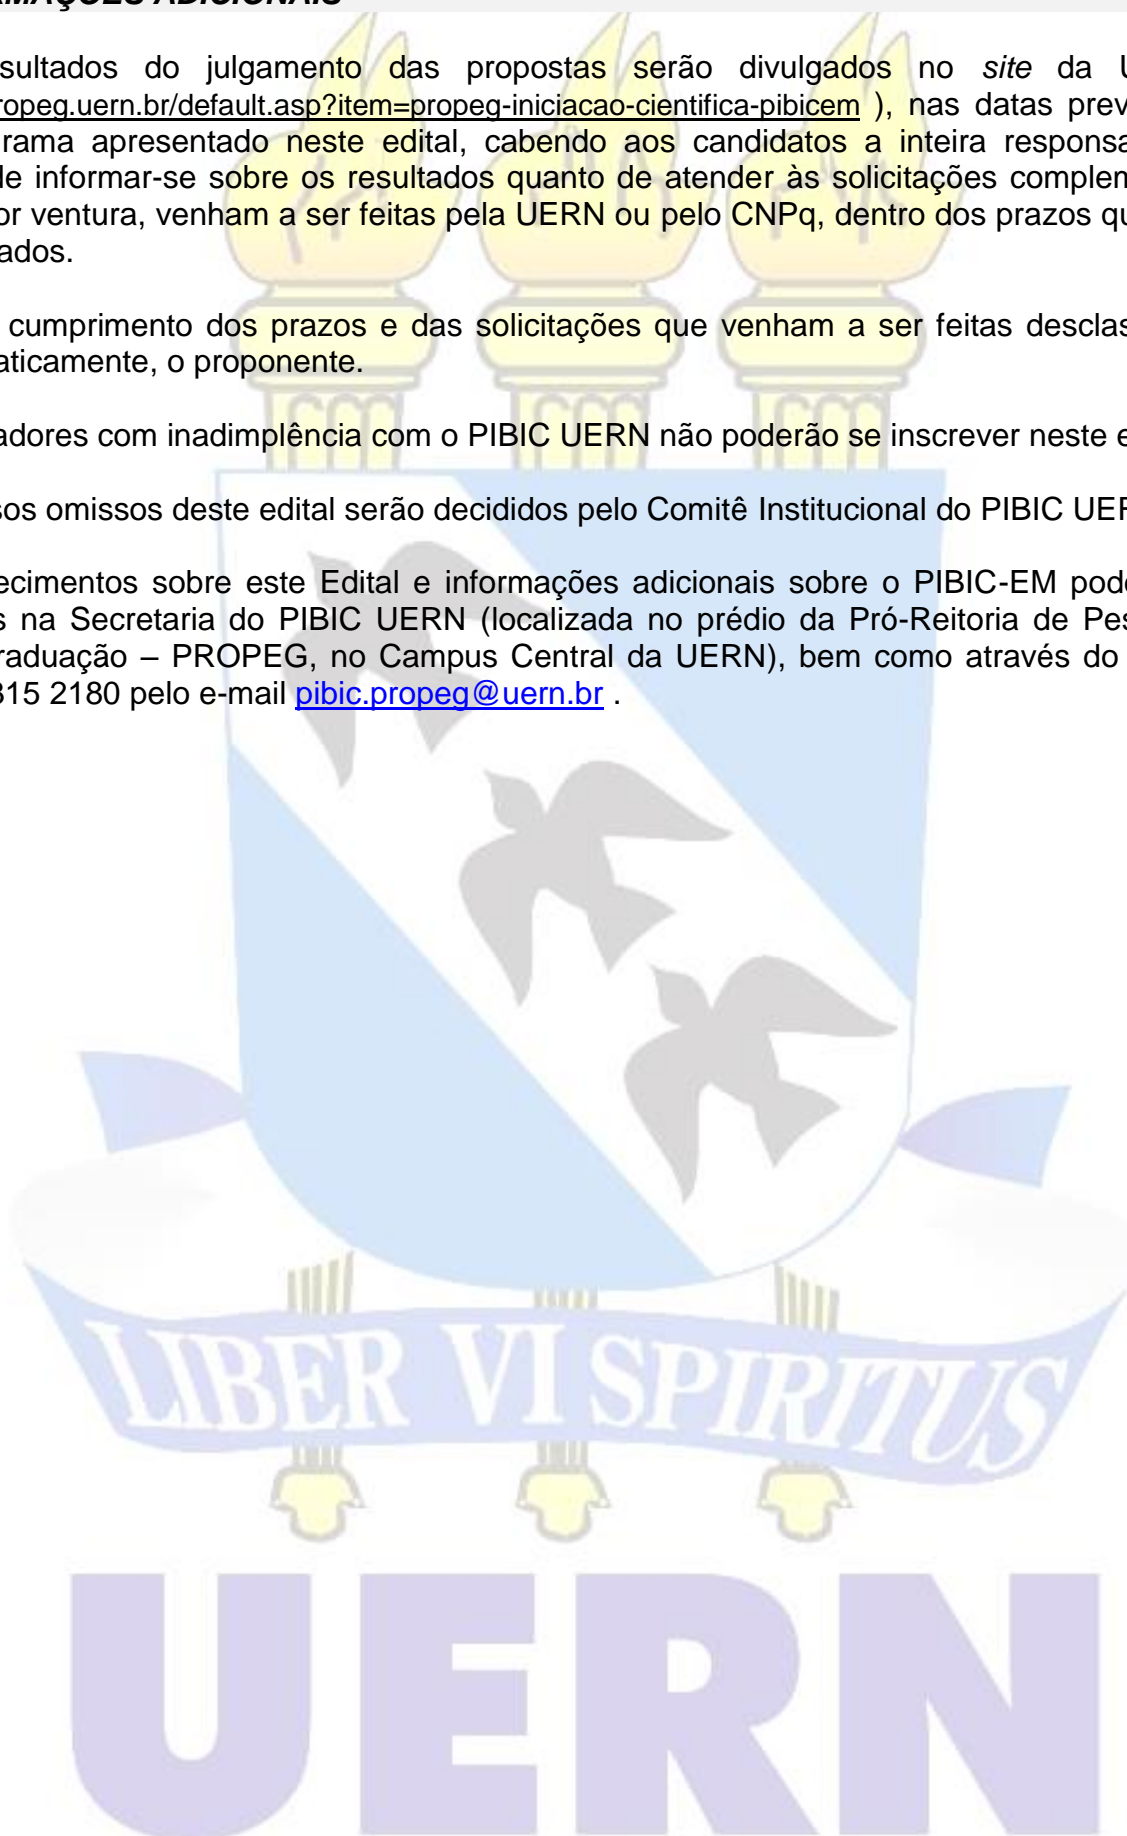 RMAÇÕES ADICIONAIS
sultados do julgamento das propostas serão divulgados no site da U
ropeg.uern.br/default.asp?item=propeg-iniciacao-cientifica-pibicem ), nas datas prev
rama apresentado neste edital, cabendo aos candidatos a inteira responsa
de informar-se sobre os resultados quanto de atender às solicitações complem
or ventura, venham a ser feitas pela UERN ou pelo CNPq, dentro dos prazos qu
ados.
cumprimento dos prazos e das solicitações que venham a ser feitas desclas
aticamente, o proponente.
adores com inadimplência com o PIBIC UERN não poderão se inscrever neste e
sos omissos deste edital serão decididos pelo Comitê Institucional do PIBIC UER
ecimentos sobre este Edital e informações adicionais sobre o PIBIC-EM pode
s na Secretaria do PIBIC UERN (localizada no prédio da Pró-Reitoria de Pes
raduação – PROPEG, no Campus Central da UERN), bem como através do
315 2180 pelo e-mail pibic.propeg@uern.br .
LIBER VI SPIRITUS
UERN